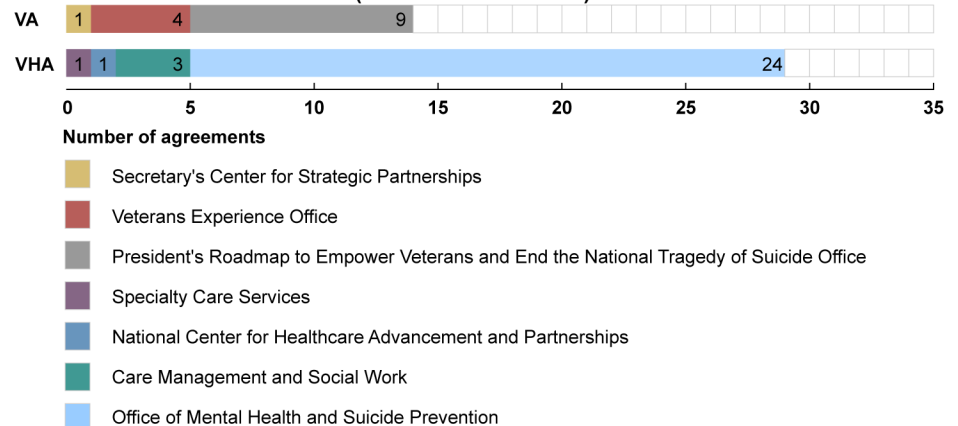 VA 1 4 9
VHA 1 1 3 24
0 5 10 15 20 25 30 35
Number of agreements
Secretary's Center for Strategic Partnerships
Veterans Experience Office
President's Roadmap to Empower Veterans and End the National Tragedy of Suicide Office
Specialty Care Services
National Center for Healthcare Advancement and Partnerships
Care Management and Social Work
Office of Mental Health and Suicide Prevention